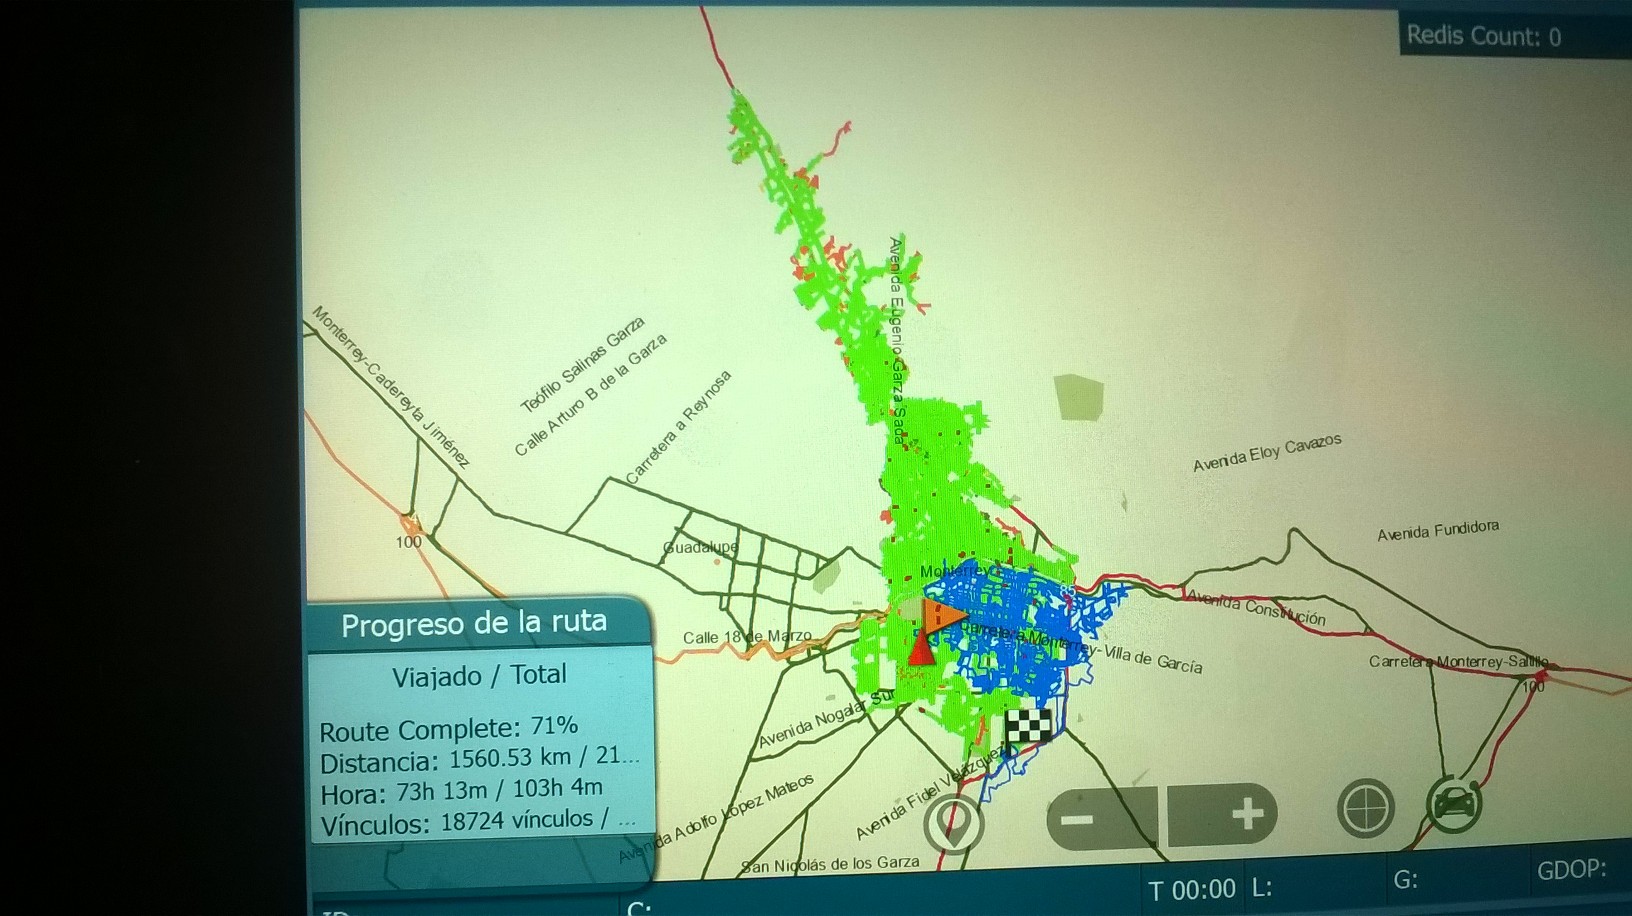 Redis Count: 0
Monterrey-Cadereyta Jiménez
Teófilo Salinas Garza
Calle Arturo B de la Garza
Carretera a Reynosa
Avenida Eugenio Garza Sada
Avenida Eloy Cavazos
Avenida Fundidora
100
Guadalupe
Monterrey
Avenida Constitución
Carretera Monterrey-Villa de García
Calle 18 de Marzo
Carretera Monterrey-Saltillo
100
Avenida Nogalar Sur
Avenida Fidel Velázquez
Avenida Adolfo López Mateos
San Nicolás de los Garza
Progreso de la ruta
Viajado / Total
Route Complete: 71%
Distancia: 1560.53 km / 21...
Hora: 73h 13m / 103h 4m
Vínculos: 18724 vínculos / ...
C:
T 00:00
L:
G:
GDOP: